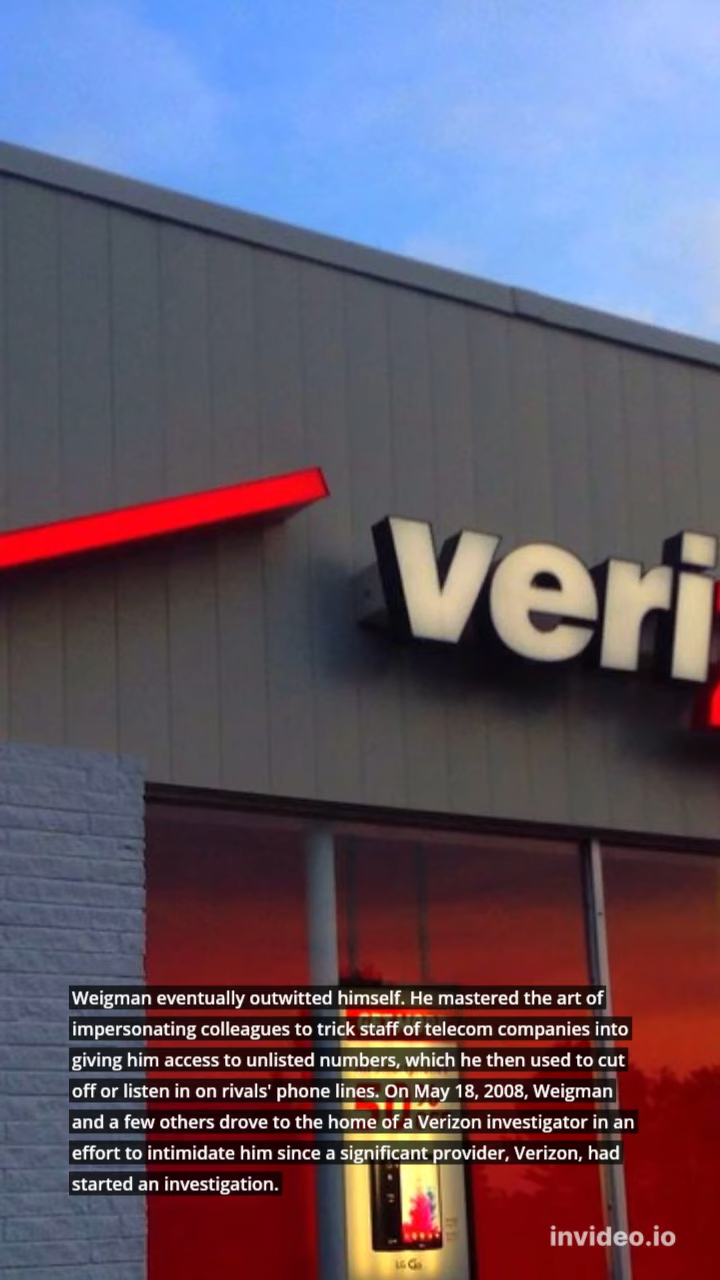 veri
Weigman eventually outwitted himself. He mastered the art of
impersonating colleagues to trick staff of telecom companies into
giving him access to unlisted numbers, which he then used to cut
off or listen in on rivals' phone lines. On May 18, 2008, Weigman
and a few others drove to the home of a Verizon investigator in an
effort to intimidate him since a significant provider, Verizon, had
started an investigation.
LG G3
invideo.io